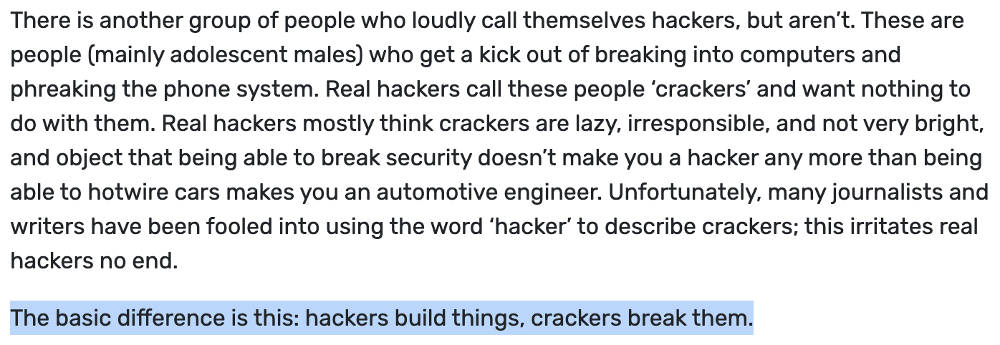 There is another group of people who loudly call themselves hackers, but aren’t. These are
people (mainly adolescent males) who get a kick out of breaking into computers and
phreaking the phone system. Real hackers call these people ‘crackers’ and want nothing to
do with them. Real hackers mostly think crackers are lazy, irresponsible, and not very bright,
and object that being able to break security doesn’t make you a hacker any more than being
able to hotwire cars makes you an automotive engineer. Unfortunately, many journalists and
writers have been fooled into using the word ‘hacker’ to describe crackers; this irritates real
hackers no end.
The basic difference is this: hackers build things, crackers break them.